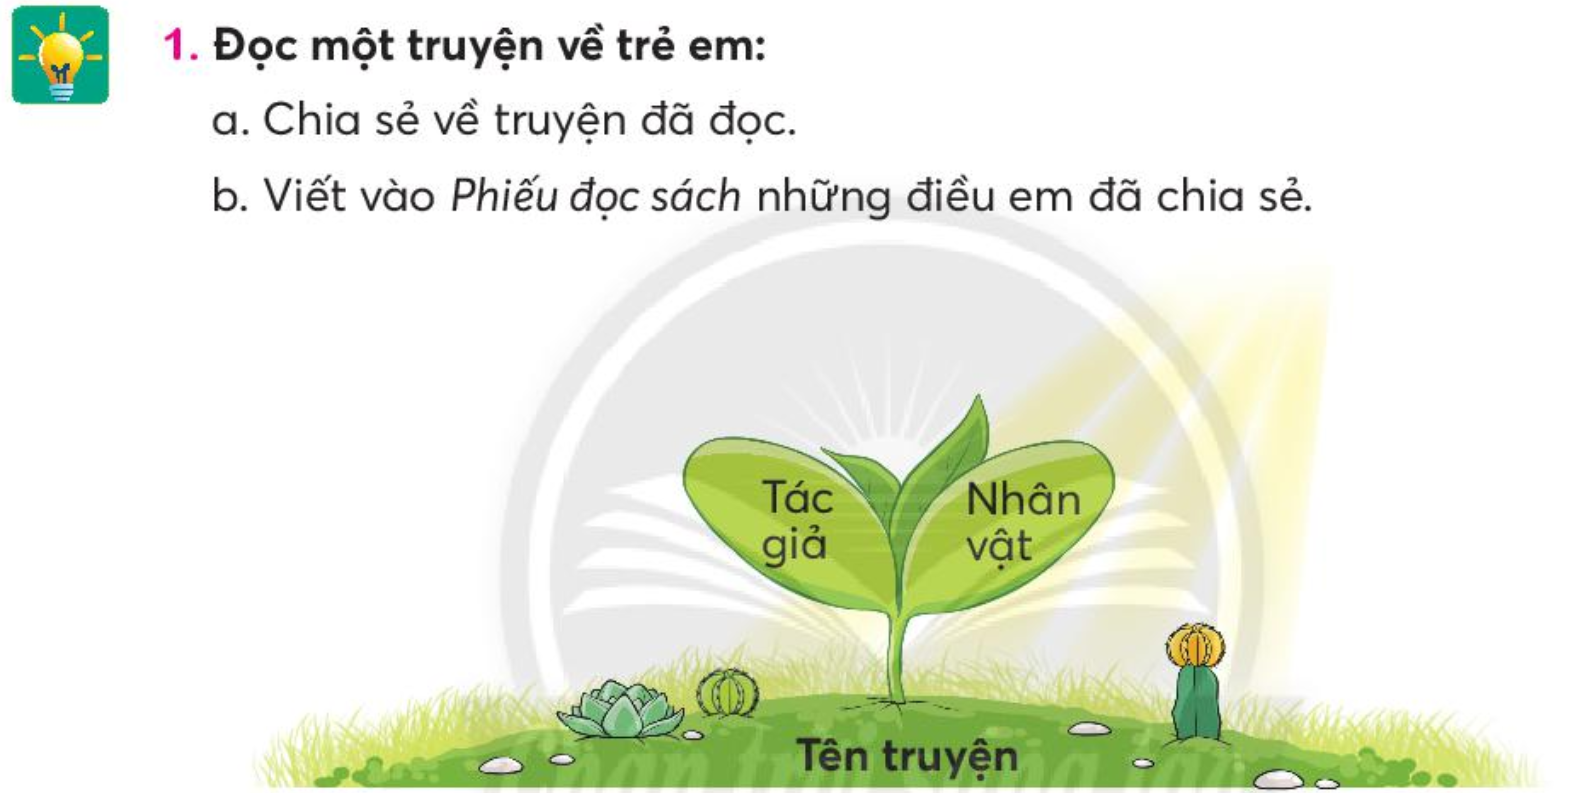 1. Đọc một truyện về trẻ em:
a. Chia sẻ về truyện đã đọc.
b. Viết vào Phiếu đọc sách những điều em đã chia sẻ.
Tác
giả
Nhân
vật
Tên truyện